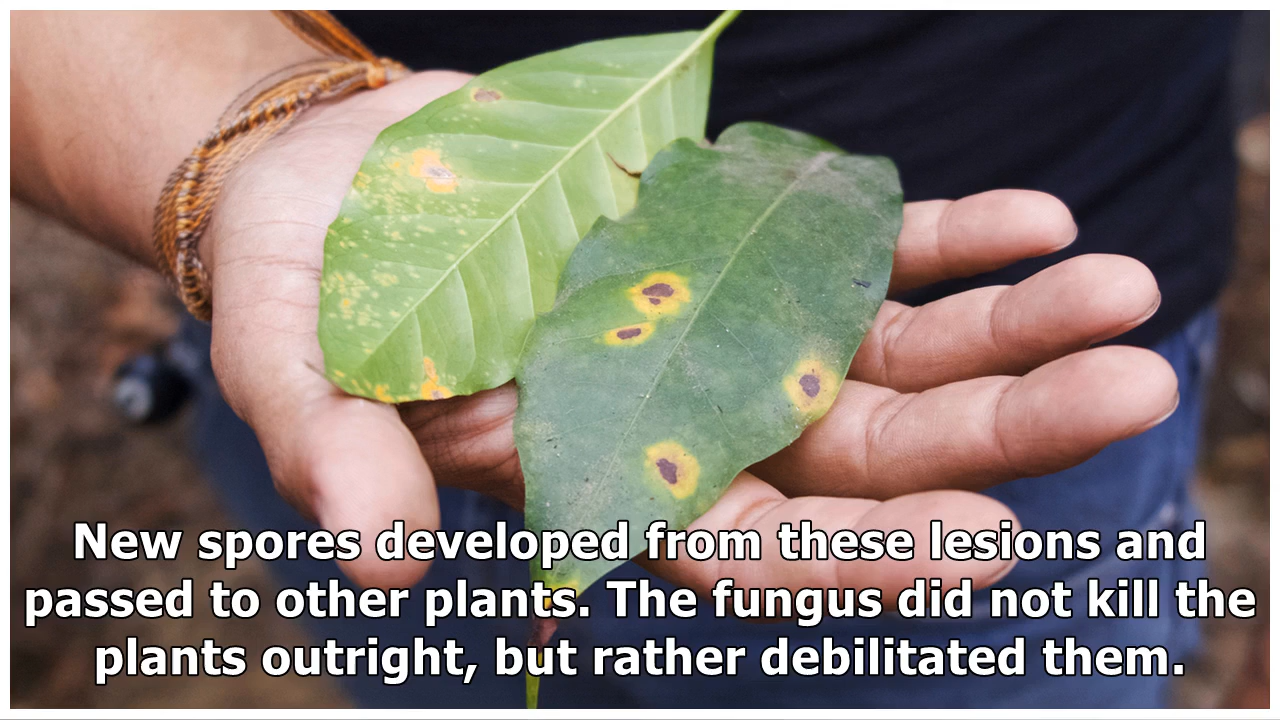 New spores developed from these lesions and
passed to other plants. The fungus did not kill the
plants outright, but rather debilitated them.